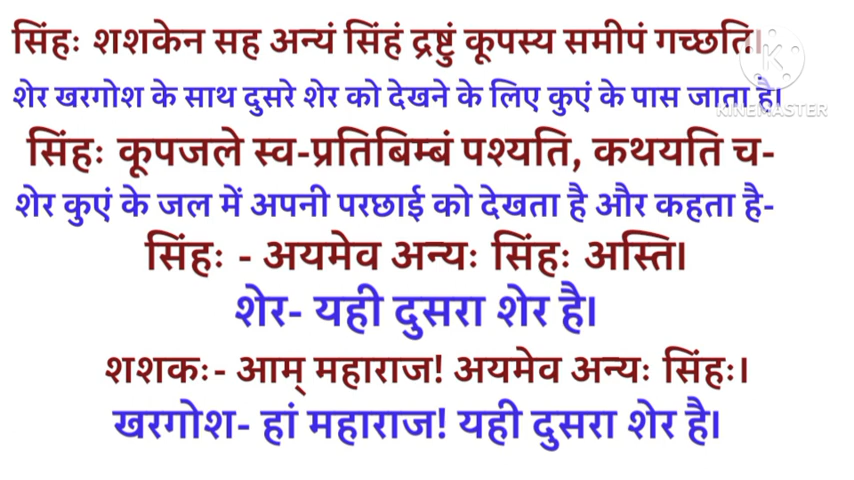 सिंहः शशकेन सह अन्यं सिंहं द्रष्टुं कूपस्य समीपं गच्छति।
शेर खरगोश के साथ दुसरे शेर को देखने के लिए कुएं के पास जाता है।
KINEMASTER
सिंहः कूपजले स्व-प्रतिबिम्बं पश्यति, कथयति च-
शेर कुएं के जल में अपनी परछाई को देखता है और कहता है-
सिंहः - अयमेव अन्यः सिंहः अस्ति।
शेर- यही दुसरा शेर है।
शशकः- आम् महाराज! अयमेव अन्यः सिंहः।
खरगोश- हां महाराज! यही दुसरा शेर है।